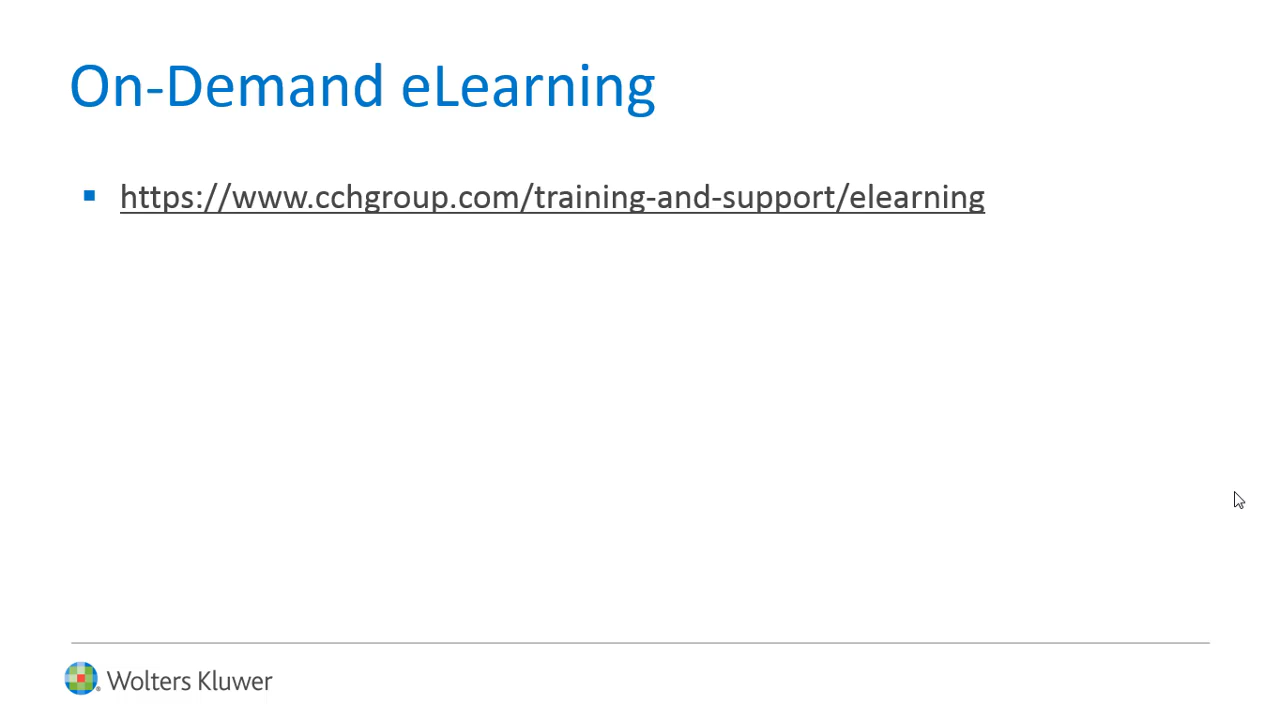 On-Demand eLearning
https://www.cchgroup.com/training-and-support/elearning
Wolters Kluwer